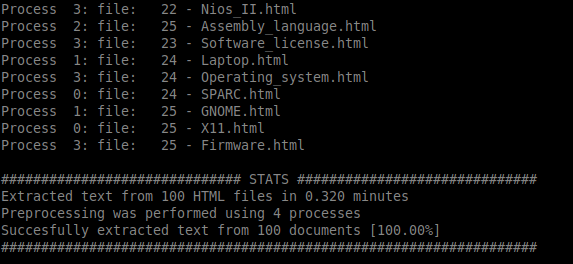 Process  3: file:   22 - Nios_II.html
Process  2: file:   25 - Assembly_language.html
Process  3: file:   23 - Software_license.html
Process  1: file:   24 - Laptop.html
Process  3: file:   24 - Operating_system.html
Process  0: file:   24 - SPARC.html
Process  1: file:   25 - GNOME.html
Process  0: file:   25 - X11.html
Process  3: file:   25 - Firmware.html
############################## STATS ##############################
Extracted text from 100 HTML files in 0.320 minutes
Preprocessing was performed using 4 processes
Succesfully extracted text from 100 documents [100.00%]
###################################################################